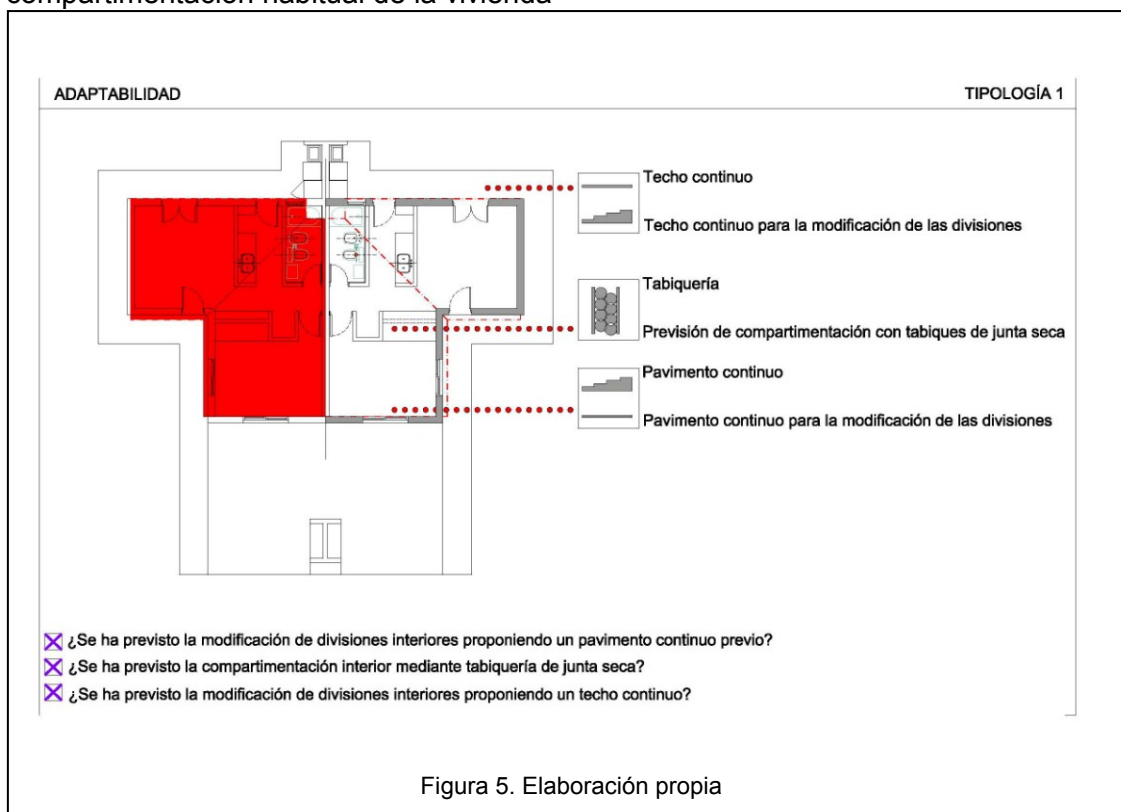 compartimentación habitual de la vivienda
ADAPTABILIDAD
TIPOLOGÍA 1
Techo continuo
Techo continuo para la modificación de las divisiones
Tabiquería
Previsión de compartimentación con tabiques de junta seca
Pavimento continuo
Pavimento continuo para la modificación de las divisiones
¿Se ha previsto la modificación de divisiones interiores proponiendo un pavimento continuo previo?
¿Se ha previsto la compartimentación interior mediante tabiquería de junta seca?
¿Se ha previsto la modificación de divisiones interiores proponiendo un techo continuo?
Figura 5. Elaboración propia